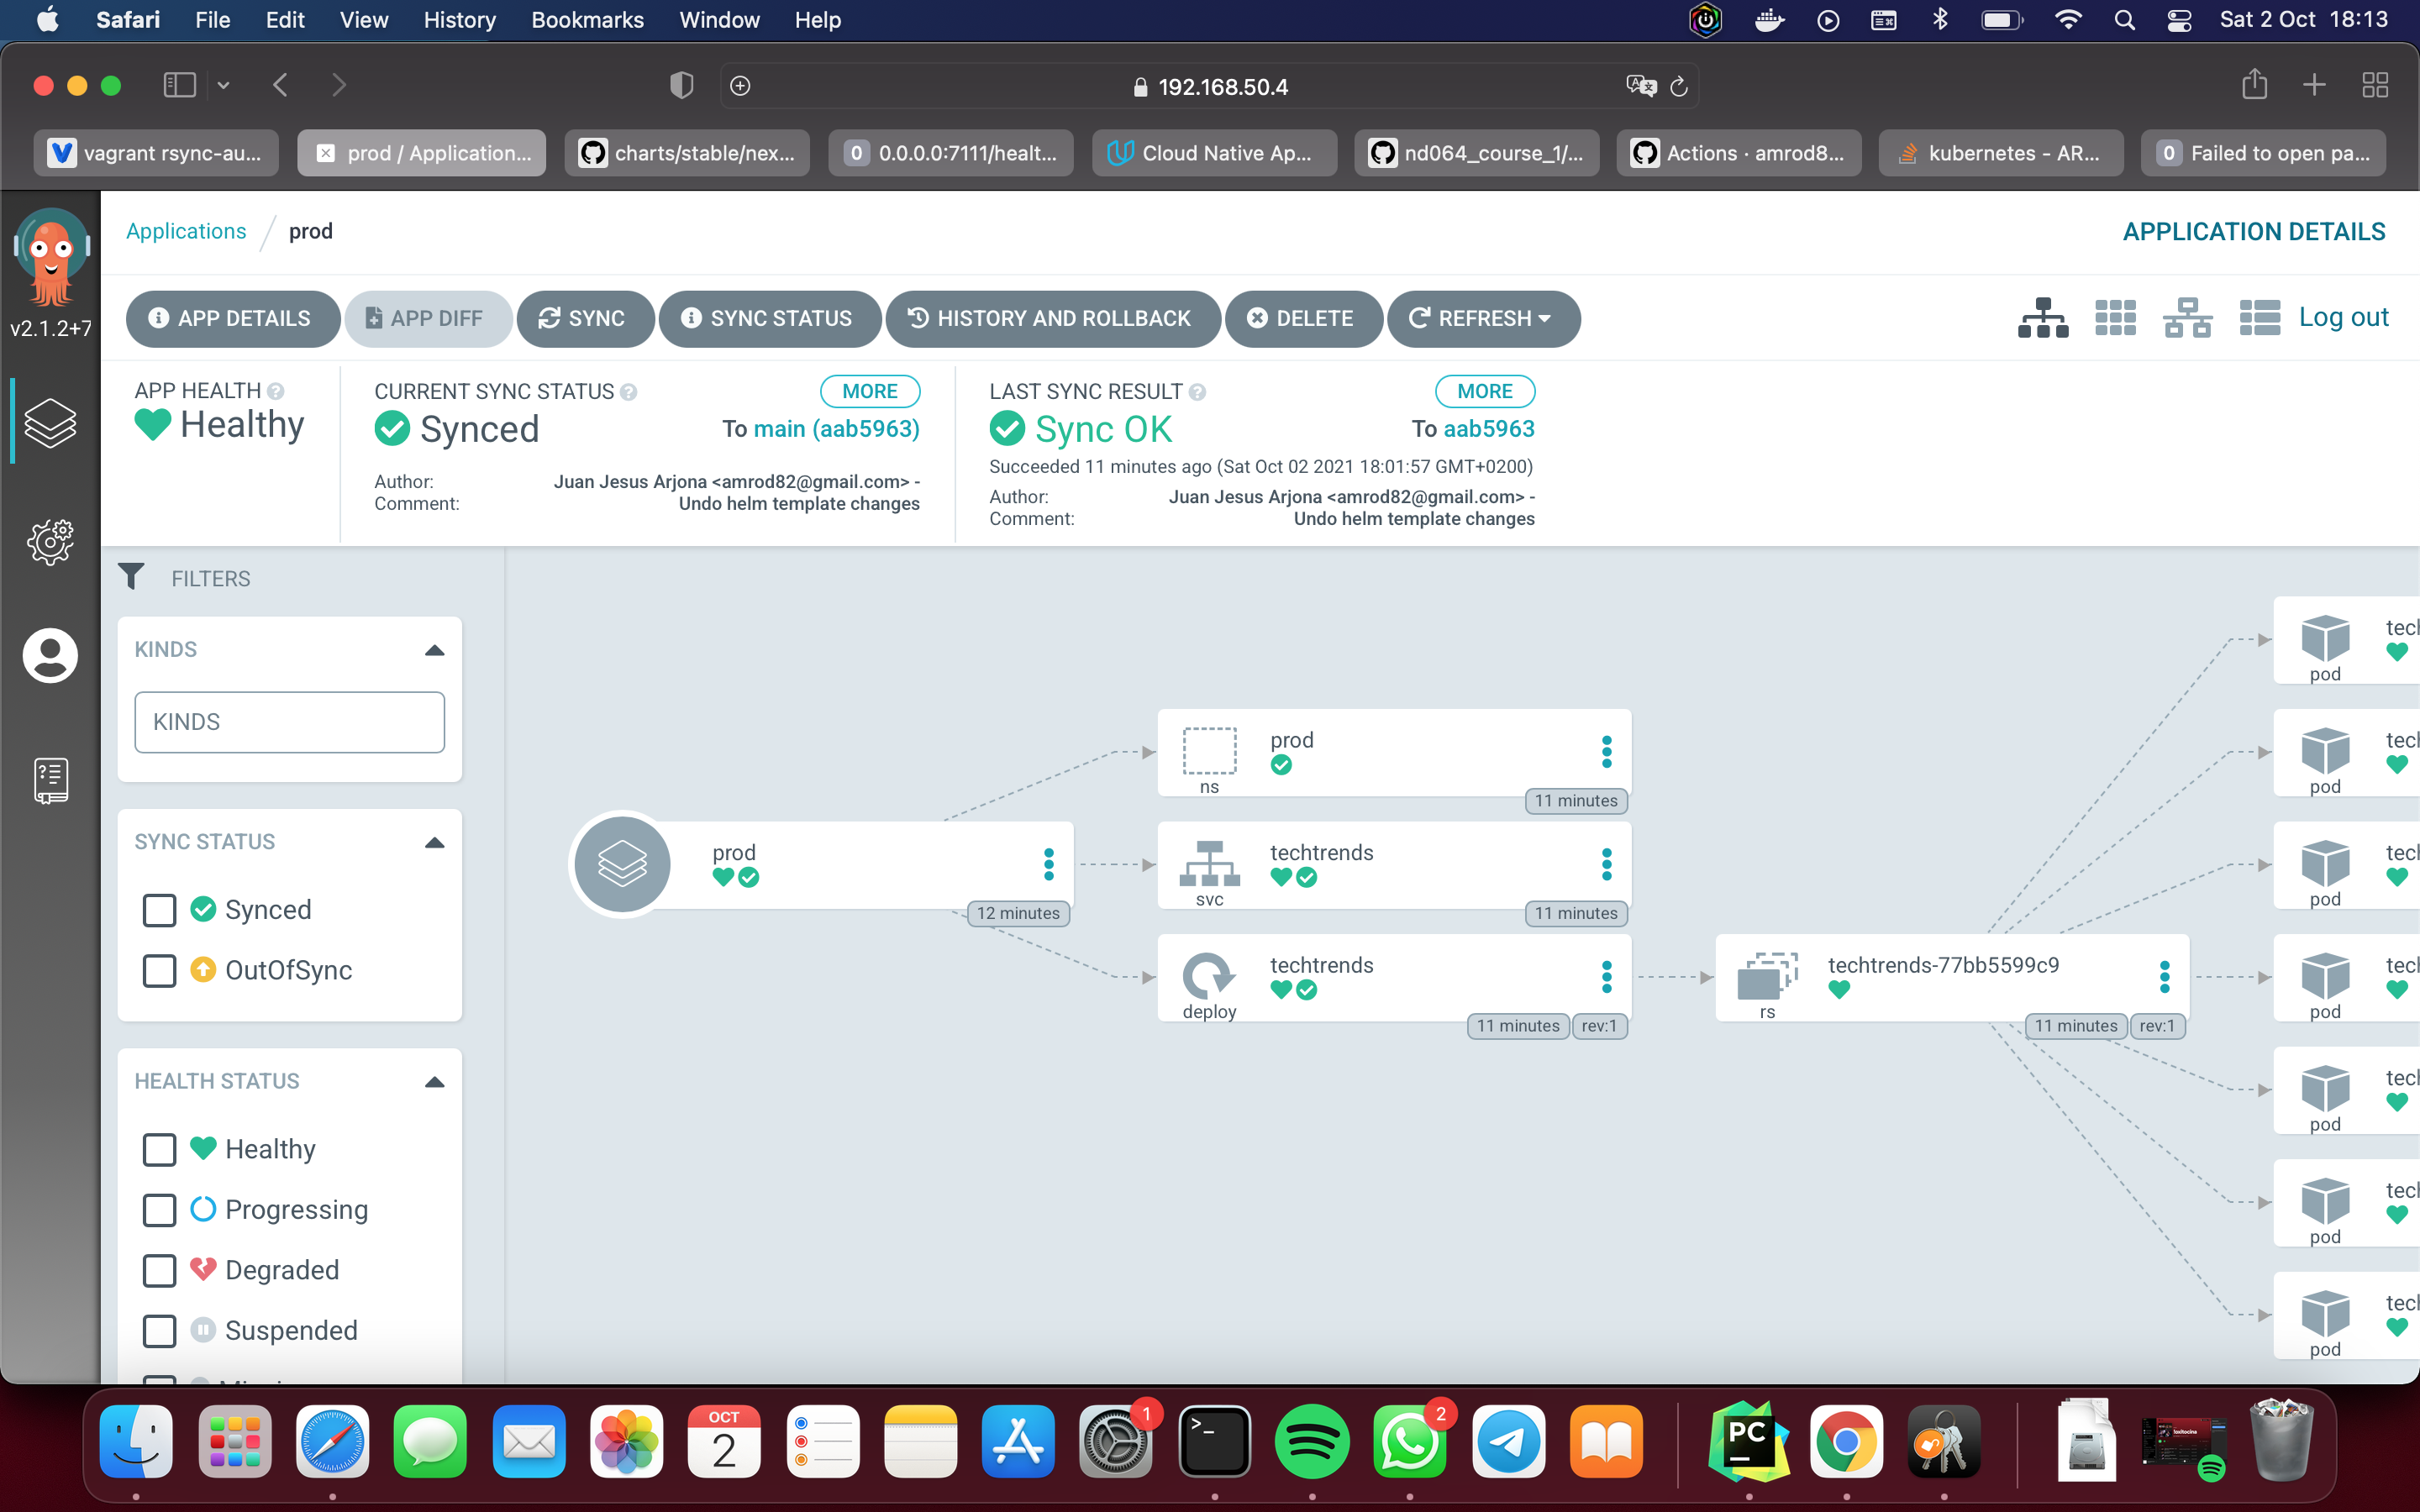 Safari File Edit View History Bookmarks Window Help Sat 2 Oct 18:13
192.168.50.4
vagrant rsync-au... prod / Application... charts/stable/nex... 0 0.0.0.0:7111/healt... Cloud Native Ap... nd064_course_1/... Actions · amrod8... kubernetes - AR... 0 Failed to open pa...
Applications / prod APPLICATION DETAILS
v2.1.2+7
APP DETAILS APP DIFF SYNC SYNC STATUS HISTORY AND ROLLBACK DELETE REFRESH Log out
APP HEALTH
Healthy
CURRENT SYNC STATUS MORE
Synced To main (aab5963)
Author: Juan Jesus Arjona <amrod82@gmail.com> -
Comment: Undo helm template changes
LAST SYNC RESULT MORE
Sync OK To aab5963
Succeeded 11 minutes ago (Sat Oct 02 2021 18:01:57 GMT+0200)
Author: Juan Jesus Arjona <amrod82@gmail.com> -
Comment: Undo helm template changes
FILTERS
KINDS
KINDS
SYNC STATUS
Synced
OutOfSync
HEALTH STATUS
Healthy
Progressing
Degraded
Suspended
prod
12 minutes
prod
ns
11 minutes
techtrends
svc
11 minutes
techtrends
deploy
11 minutes rev:1
techtrends-77bb5599c9
rs
11 minutes rev:1
pod
pod
pod
pod
pod
pod
pod
OCT
2
1
2
PC